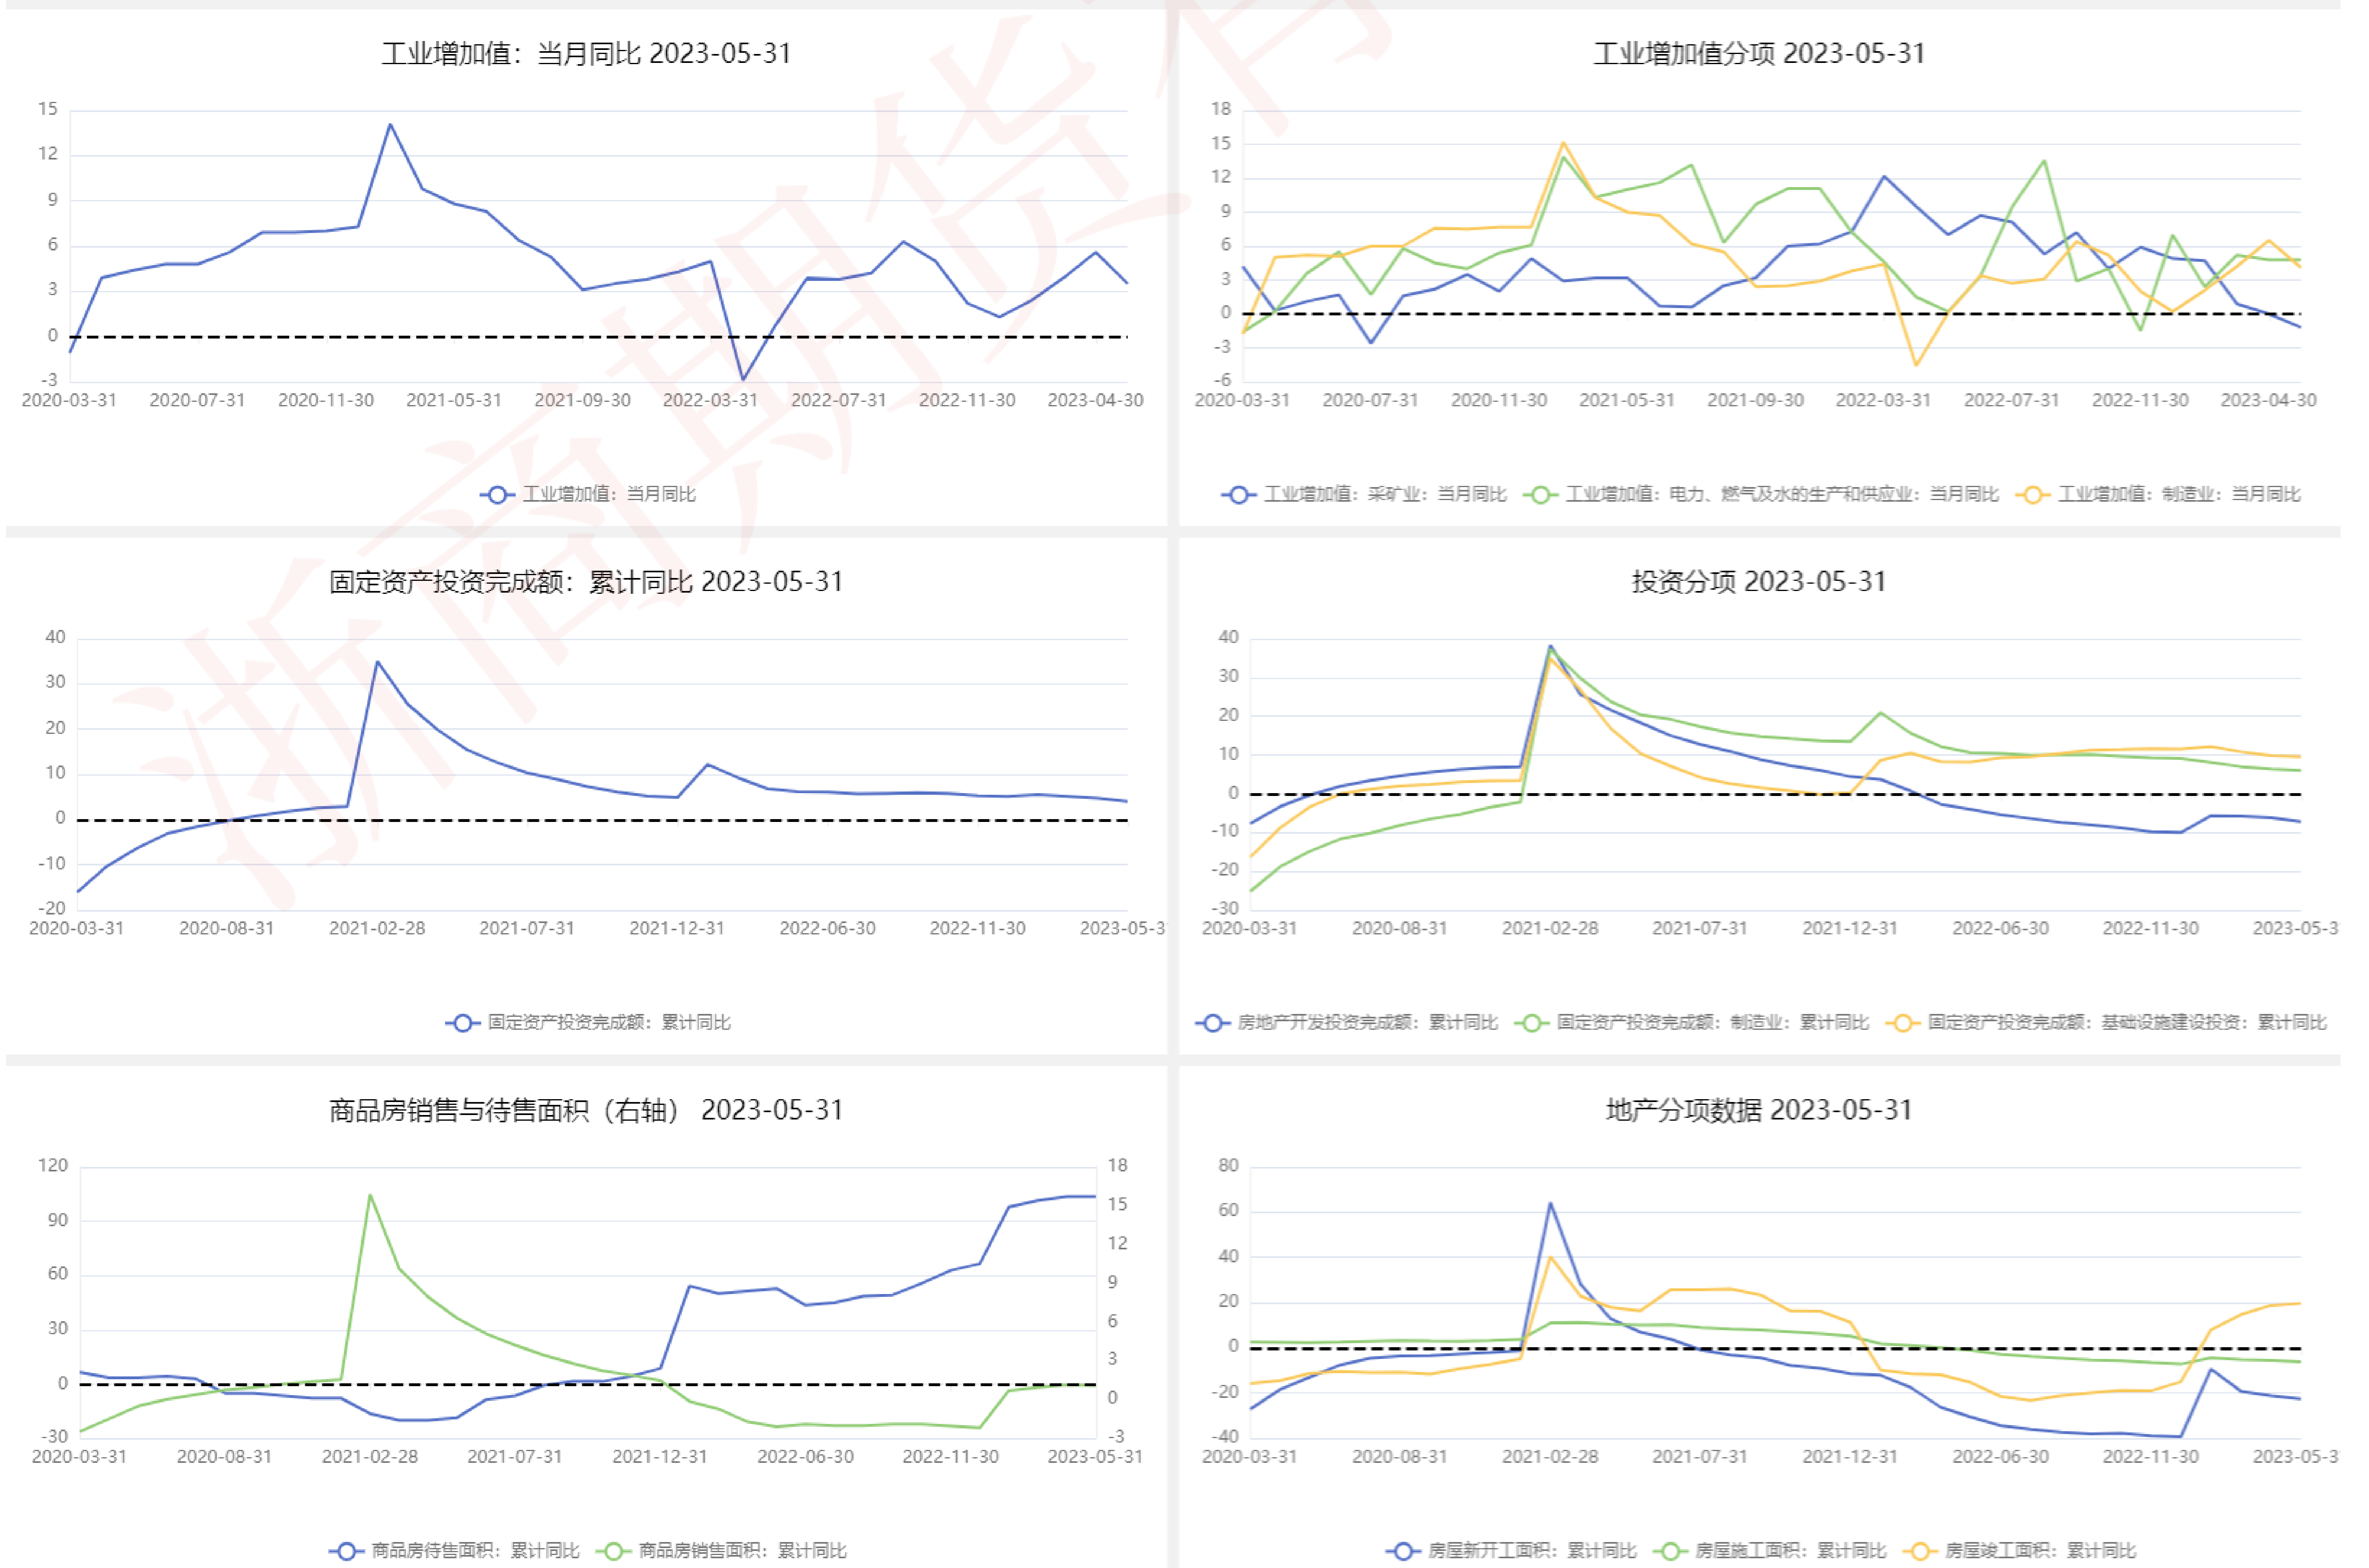 工业增加值：当月同比 2023-05-31
15
12
9
6
3
0
-3
2020-03-31 2020-07-31 2020-11-30 2021-05-31 2021-09-30 2022-03-31 2022-07-31 2022-11-30 2023-04-30
工业增加值：当月同比
工业增加值分项 2023-05-31
18
15
12
9
6
3
0
-3
-6
2020-03-31 2020-07-31 2020-11-30 2021-05-31 2021-09-30 2022-03-31 2022-07-31 2022-11-30 2023-04-30
工业增加值：采矿业：当月同比 工业增加值：电力、燃气及水的生产和供应业：当月同比 工业增加值：制造业：当月同比
固定资产投资完成额：累计同比 2023-05-31
40
30
20
10
0
-10
-20
2020-03-31 2020-08-31 2021-02-28 2021-07-31 2021-12-31 2022-06-30 2022-11-30 2023-05-3
固定资产投资完成额：累计同比
投资分项 2023-05-31
40
30
20
10
0
-10
-20
-30
2020-03-31 2020-08-31 2021-02-28 2021-07-31 2021-12-31 2022-06-30 2022-11-30 2023-05-3
房地产开发投资完成额：累计同比 固定资产投资完成额：制造业：累计同比 固定资产投资完成额：基础设施建设投资：累计同比
商品房销售与待售面积（右轴） 2023-05-31
120
90
60
30
0
-30
18
15
12
9
6
3
0
-3
2020-03-31 2020-08-31 2021-02-28 2021-07-31 2021-12-31 2022-06-30 2022-11-30 2023-05-31
商品房待售面积：累计同比 商品房销售面积：累计同比
地产分项数据 2023-05-31
80
60
40
20
0
-20
-40
2020-03-31 2020-08-31 2021-02-28 2021-07-31 2021-12-31 2022-06-30 2022-11-30 2023-05-3
房屋新开工面积：累计同比 房屋施工面积：累计同比 房屋竣工面积：累计同比
浙商期货有